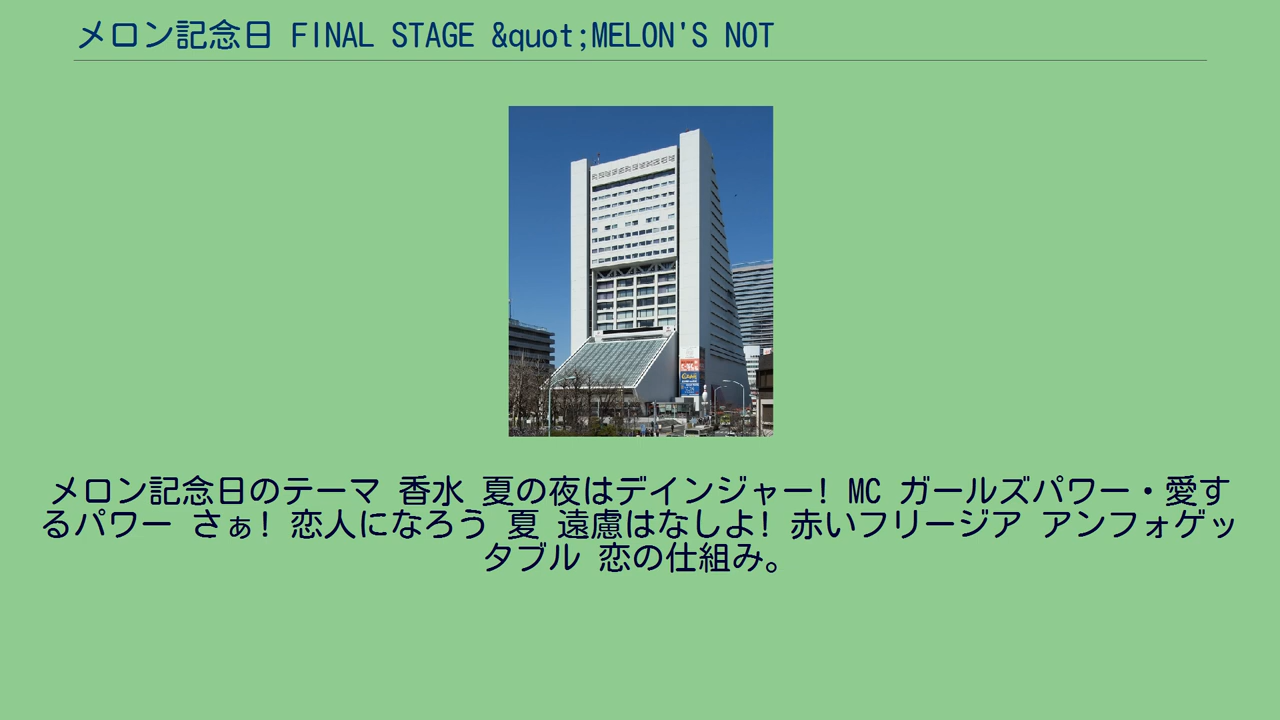 メロン記念日 FINAL STAGE &quot;MELON'S NOT
メロン記念日のテーマ 香水 夏の夜はデインジャー! MC ガールズパワー・愛す
るパワー さぁ! 恋人になろう 夏 遠慮はなしよ! 赤いフリージア アンフォゲッ
タブル 恋の仕組み。